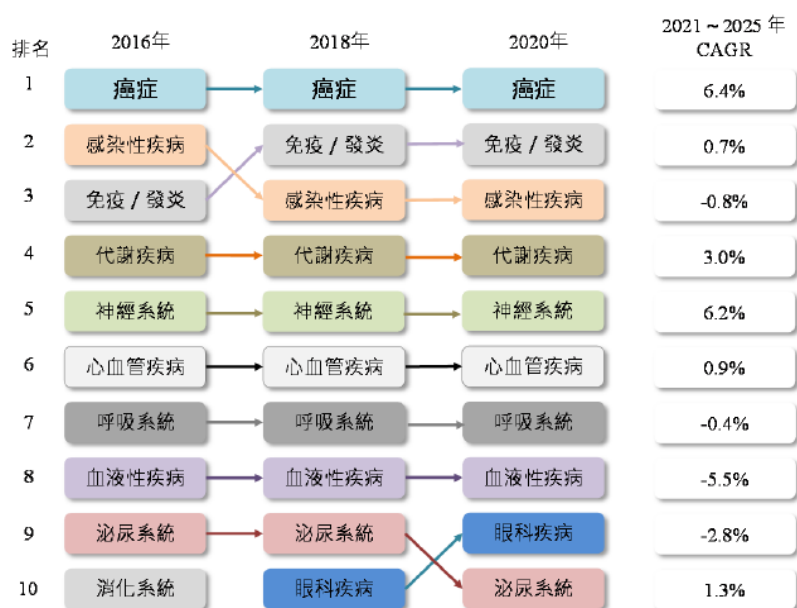 排名 2016年 2018年 2020年 2021～2025 年
CAGR
1 癌症 癌症 癌症 6.4%
2 感染性疾病 免疫 / 發炎 免疫 / 發炎 0.7%
3 免疫 / 發炎 感染性疾病 感染性疾病 -0.8%
4 代謝疾病 代謝疾病 代謝疾病 3.0%
5 神經系統 神經系統 神經系統 6.2%
6 心血管疾病 心血管疾病 心血管疾病 0.9%
7 呼吸系統 呼吸系統 呼吸系統 -0.4%
8 血液性疾病 血液性疾病 血液性疾病 -5.5%
9 泌尿系統 泌尿系統 眼科疾病 -2.8%
10 消化系統 眼科疾病 泌尿系統 1.3%